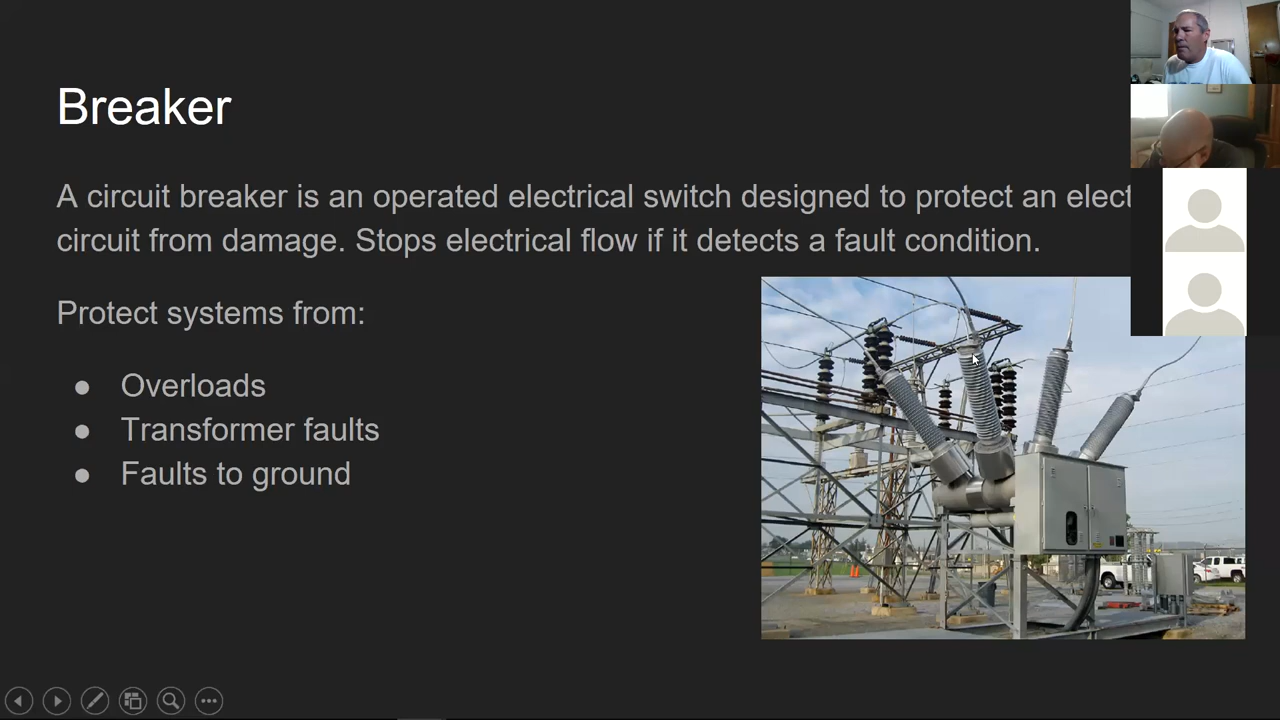 Breaker
A circuit breaker is an operated electrical switch designed to protect an elect
circuit from damage. Stops electrical flow if it detects a fault condition.
Protect systems from:
● Overloads
● Transformer faults
● Faults to ground